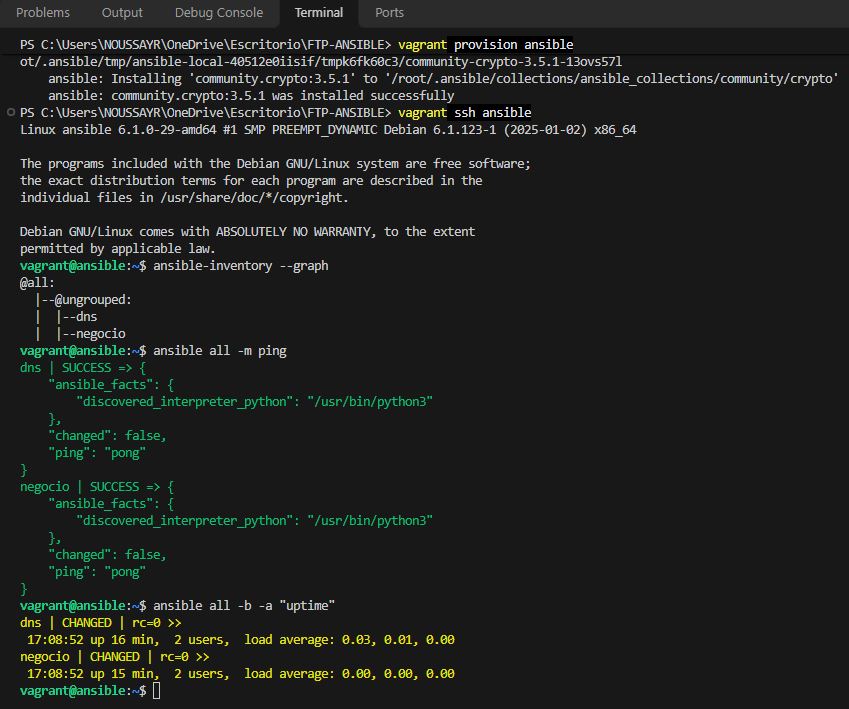 Problems Output Debug Console Terminal Ports
PS C:\Users\NOUSSAYR\OneDrive\Escritorio\FTP-ANSIBLE> vagrant provision ansible
ot/.ansible/tmp/ansible-local-40512e0iisif/tmpk6fk60c3/community-crypto-3.5.1-13ovs57l
    ansible: Installing 'community.crypto:3.5.1' to '/root/.ansible/collections/ansible_collections/community/crypto'
    ansible: community.crypto:3.5.1 was installed successfully
PS C:\Users\NOUSSAYR\OneDrive\Escritorio\FTP-ANSIBLE> vagrant ssh ansible
Linux ansible 6.1.0-29-amd64 #1 SMP PREEMPT_DYNAMIC Debian 6.1.123-1 (2025-01-02) x86_64

The programs included with the Debian GNU/Linux system are free software;
the exact distribution terms for each program are described in the
individual files in /usr/share/doc/*/copyright.

Debian GNU/Linux comes with ABSOLUTELY NO WARRANTY, to the extent
permitted by applicable law.
vagrant@ansible:~$ ansible-inventory --graph
@all:
  |--@ungrouped:
  |  |--dns
  |  |--negocio
vagrant@ansible:~$ ansible all -m ping
dns | SUCCESS => {
    "ansible_facts": {
        "discovered_interpreter_python": "/usr/bin/python3"
    },
    "changed": false,
    "ping": "pong"
}
negocio | SUCCESS => {
    "ansible_facts": {
        "discovered_interpreter_python": "/usr/bin/python3"
    },
    "changed": false,
    "ping": "pong"
}
vagrant@ansible:~$ ansible all -b -a "uptime"
dns | CHANGED | rc=0 >>
 17:08:52 up 16 min,  2 users,  load average: 0.03, 0.01, 0.00
negocio | CHANGED | rc=0 >>
 17:08:52 up 15 min,  2 users,  load average: 0.00, 0.00, 0.00
vagrant@ansible:~$